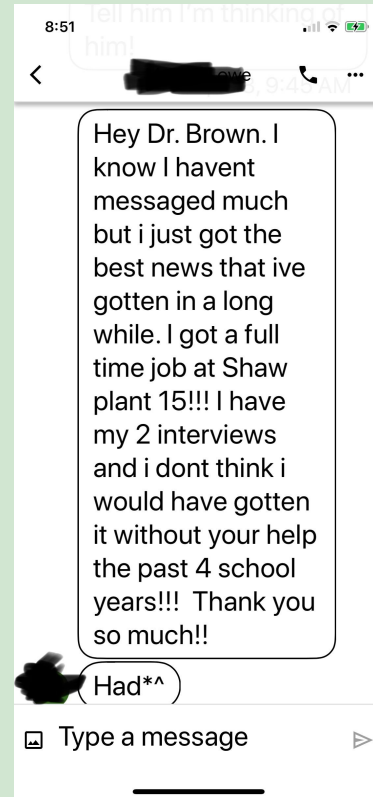 Tell him I'm thinking of
8:51
him!
9:45 AM
Hey Dr. Brown. I
know I havent
messaged much
but i just got the
best news that ive
gotten in a long
while. I got a full
time job at Shaw
plant 15!!! I have
my 2 interviews
and i dont think i
would have gotten
it without your help
the past 4 school
years!!!  Thank you
so much!!
Had*^
Type a message